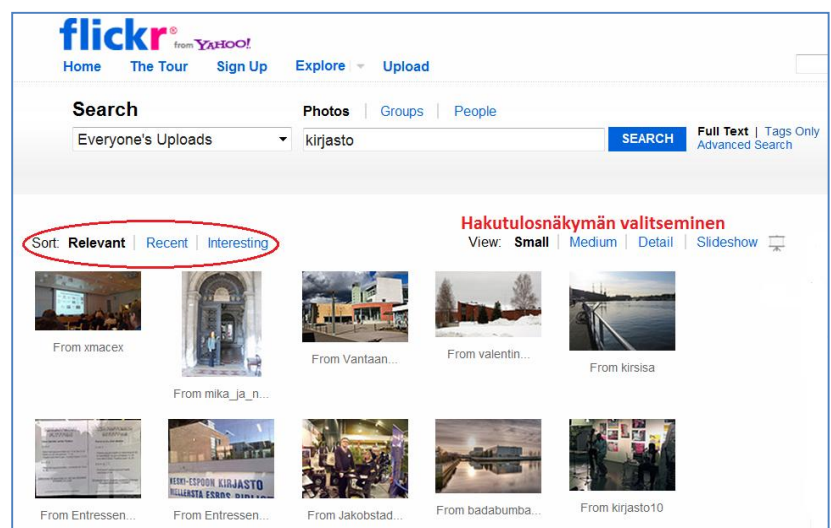 flickr® from YAHOO!
Home The Tour Sign Up Explore Upload
Search Photos | Groups | People
Everyone's Uploads kirjasto SEARCH Full Text | Tags Only
Advanced Search
Hakutulosnäkymän valitseminen
Sort: Relevant | Recent | Interesting View: Small | Medium | Detail | Slideshow
From xmacex
From mika_ja_n...
From Vantaan...
From valentin...
From kirsisa
KESKI-ESPOON KIRJASTO
From Entressen...
From Entressen...
From Jakobstad...
From badabumba...
From kirjasto10